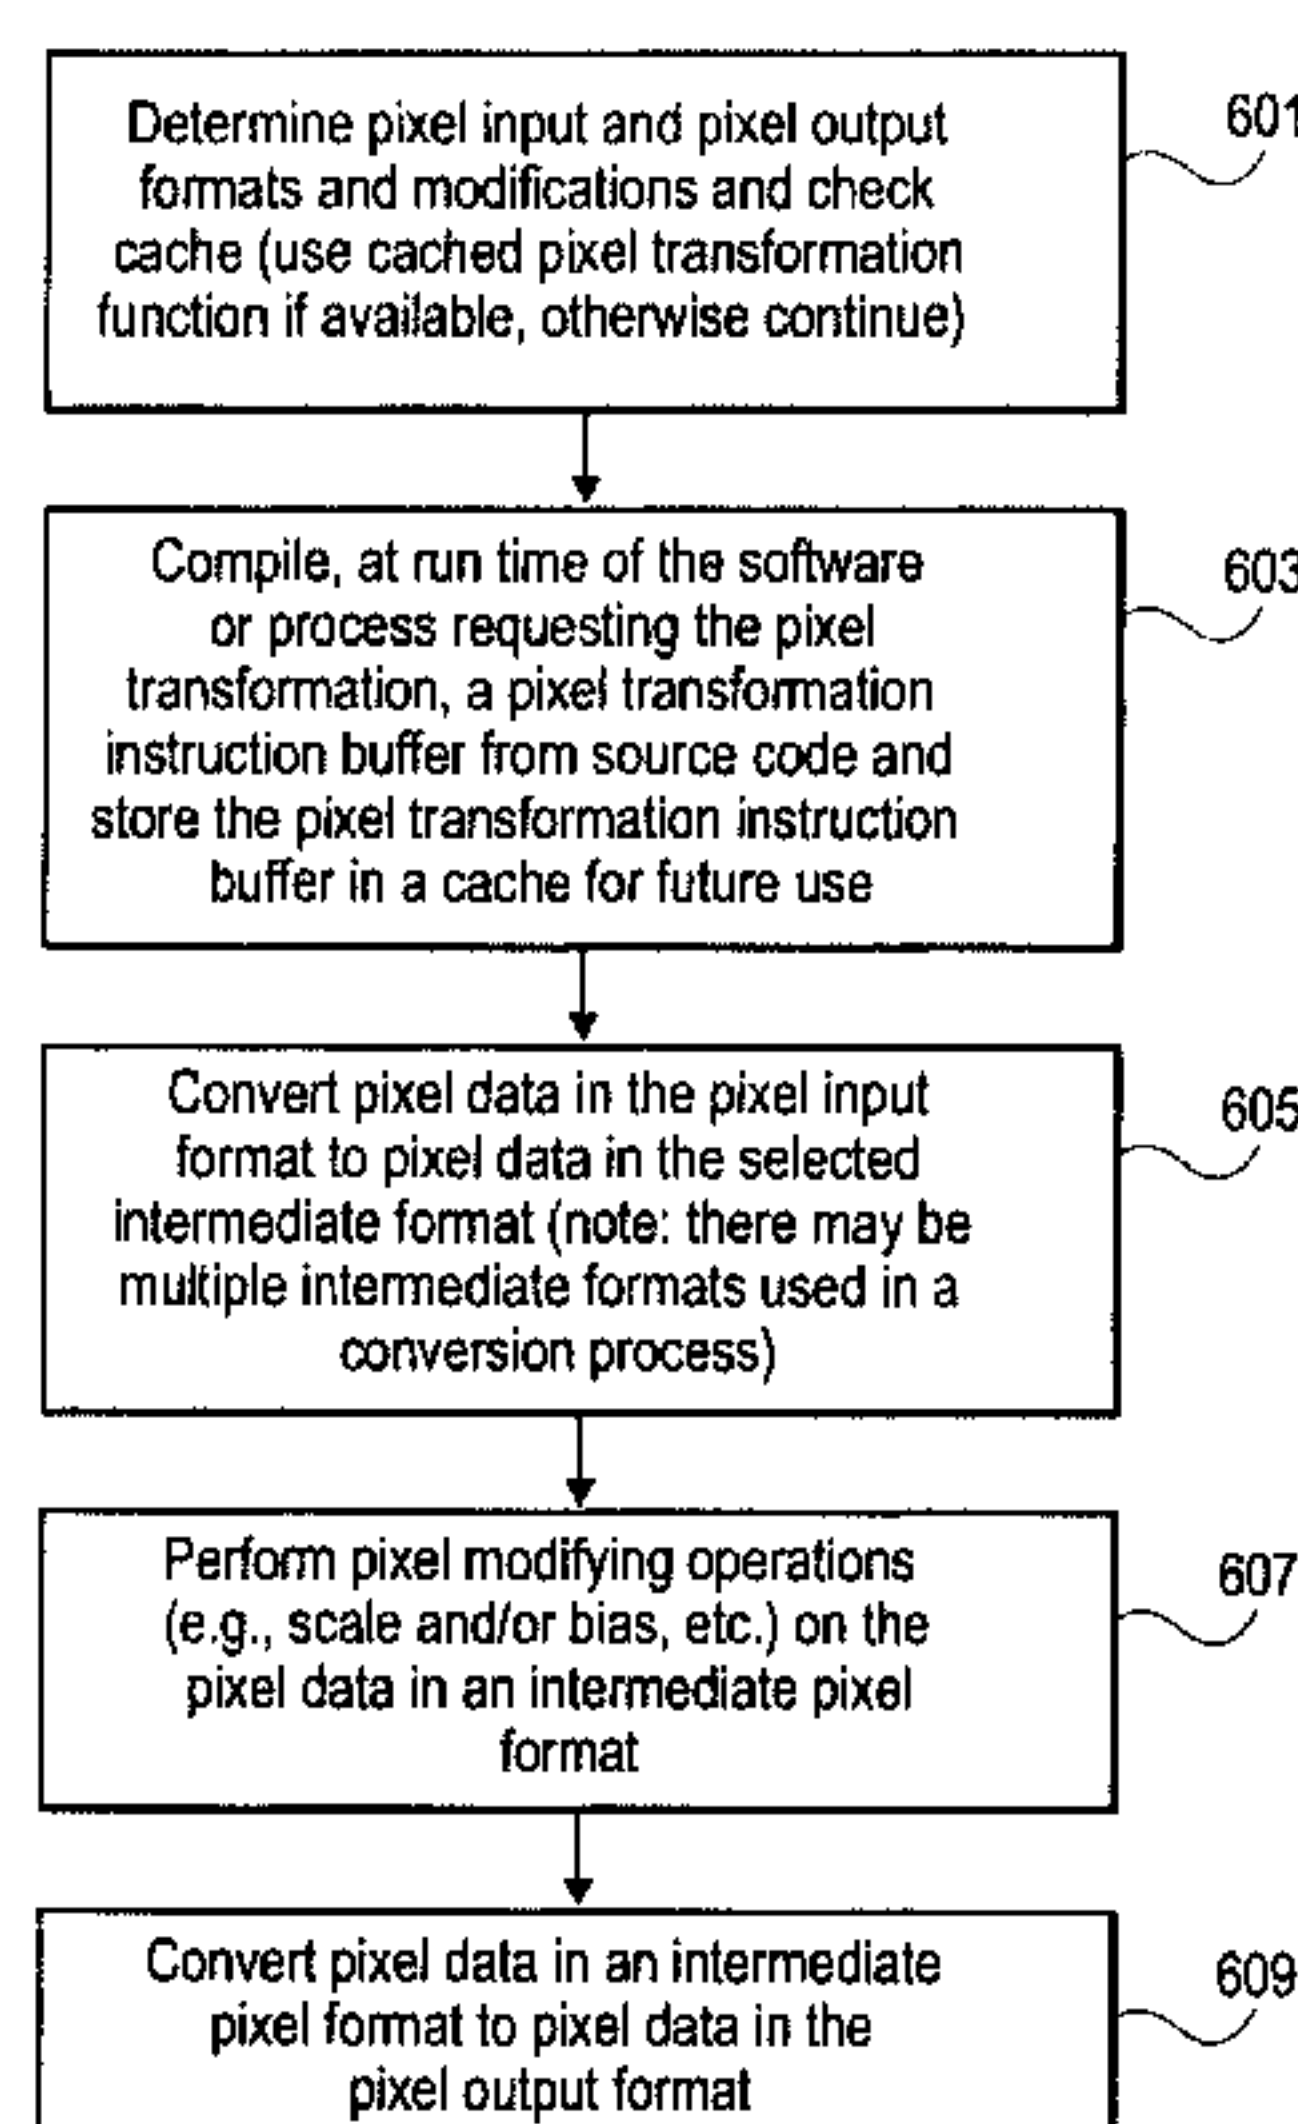 Determine pixel input and pixel output
formats and modifications and check
cache (use cached pixel transformation
function if available, otherwise continue)
601
Compile, at run time of the software
or process requesting the pixel
transformation, a pixel transformation
instruction buffer from source code and
store the pixel transformation instruction
buffer in a cache for future use
603
Convert pixel data in the pixel input
format to pixel data in the selected
intermediate format (note: there may be
multiple intermediate formats used in a
conversion process)
605
Perform pixel modifying operations
(e.g., scale and/or bias, etc.) on the
pixel data in an intermediate pixel
format
607
Convert pixel data in an intermediate
pixel format to pixel data in the
pixel output format
609